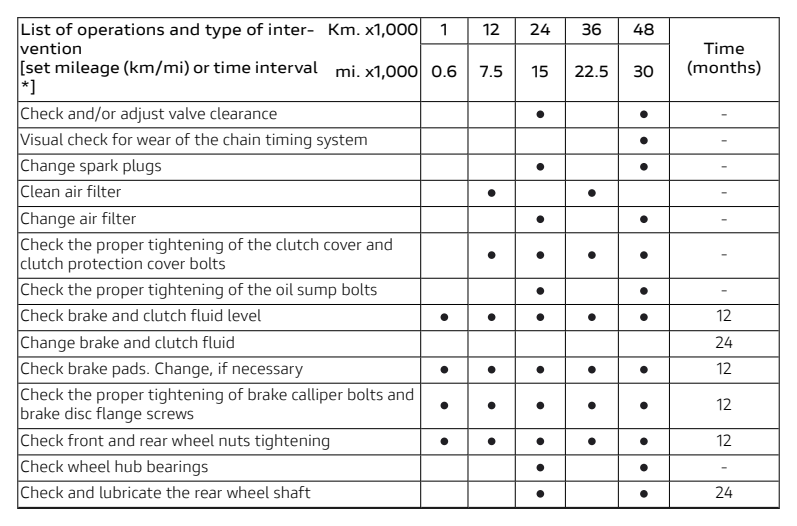 List of operations and type of inter- Km. x1,000 1 12 24 36 48 Time
vention (months)
[set mileage (km/mi) or time interval mi. x1,000 0.6 7.5 15 22.5 30
*]
Check and/or adjust valve clearance ● ● -
Visual check for wear of the chain timing system ● -
Change spark plugs ● ● -
Clean air filter ● ● -
Change air filter ● ● -
Check the proper tightening of the clutch cover and
clutch protection cover bolts ● ● ● ● -
Check the proper tightening of the oil sump bolts ● ● -
Check brake and clutch fluid level ● ● ● ● ● 12
Change brake and clutch fluid 24
Check brake pads. Change, if necessary ● ● ● ● ● 12
Check the proper tightening of brake calliper bolts and
brake disc flange screws ● ● ● ● ● 12
Check front and rear wheel nuts tightening ● ● ● ● ● 12
Check wheel hub bearings ● ● -
Check and lubricate the rear wheel shaft ● ● 24